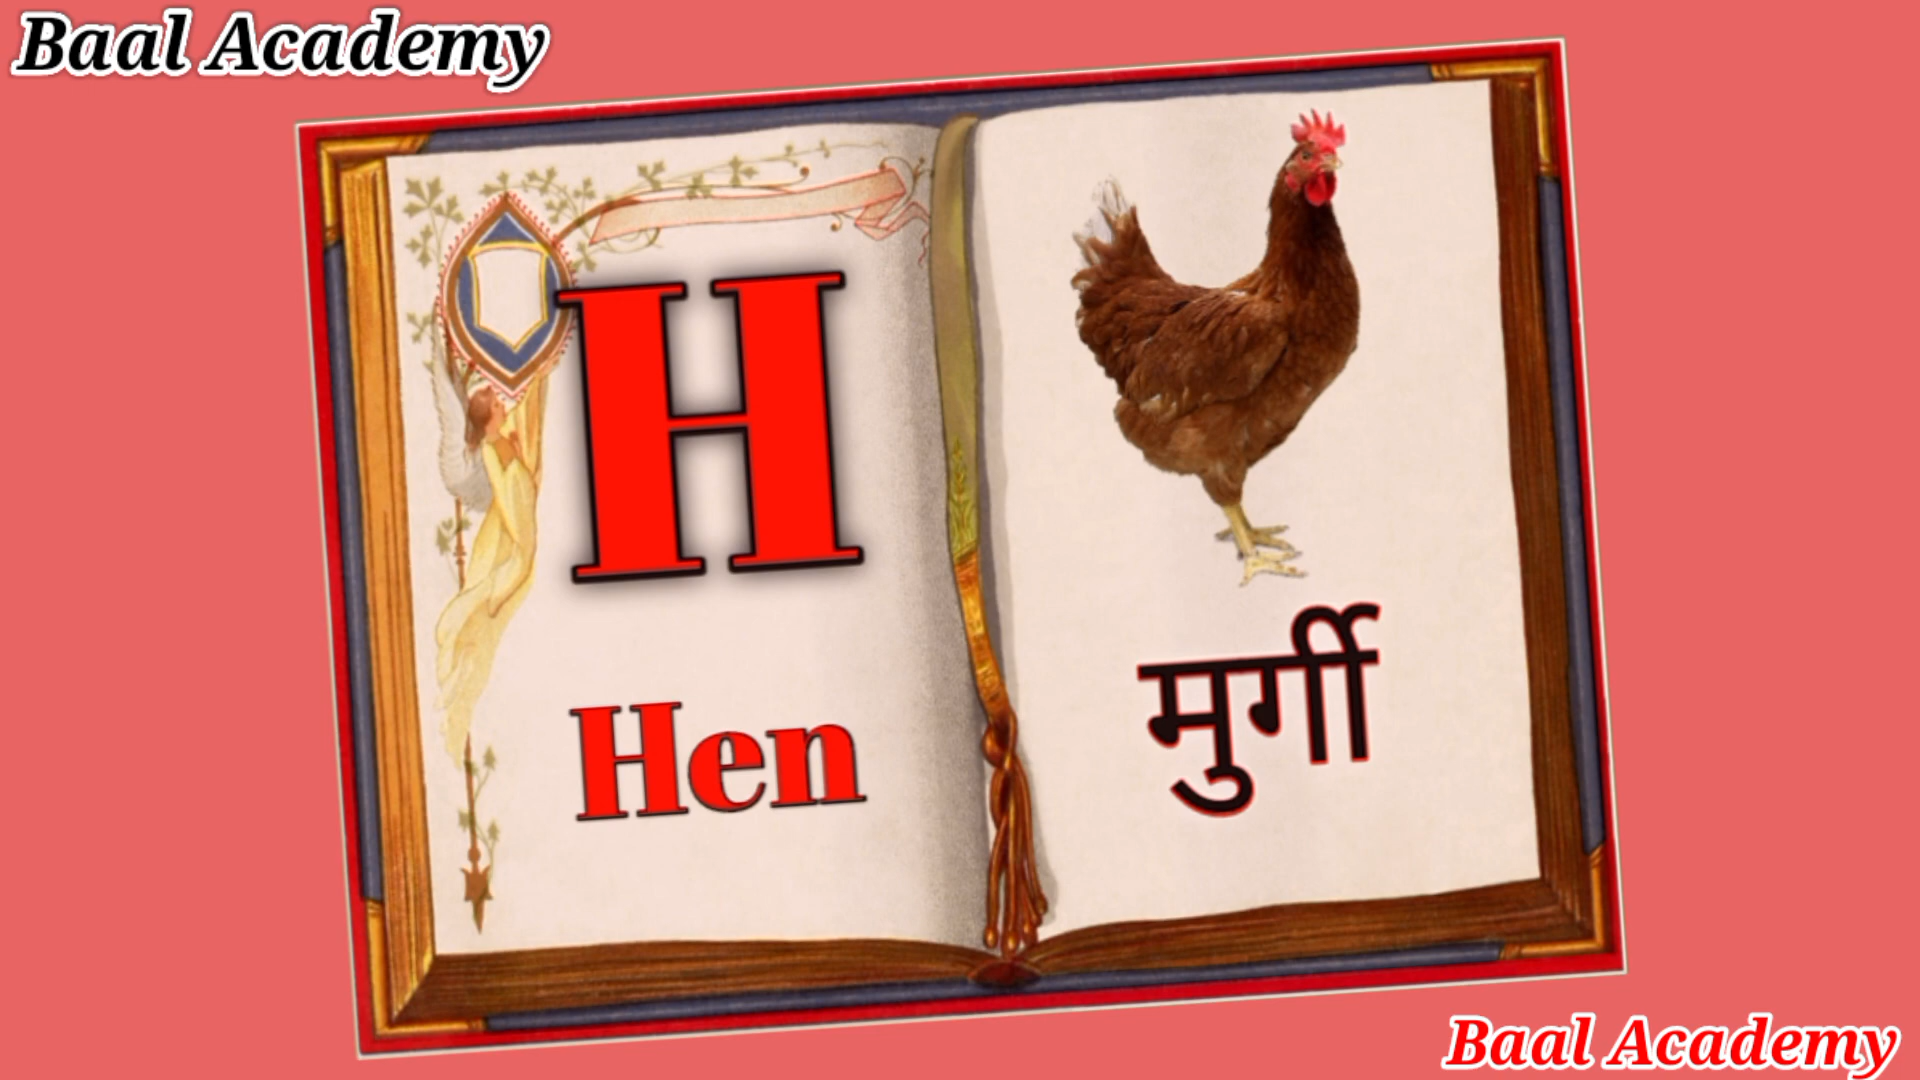 Baal Academy
H
Hen
मुर्गी
Baal Academy